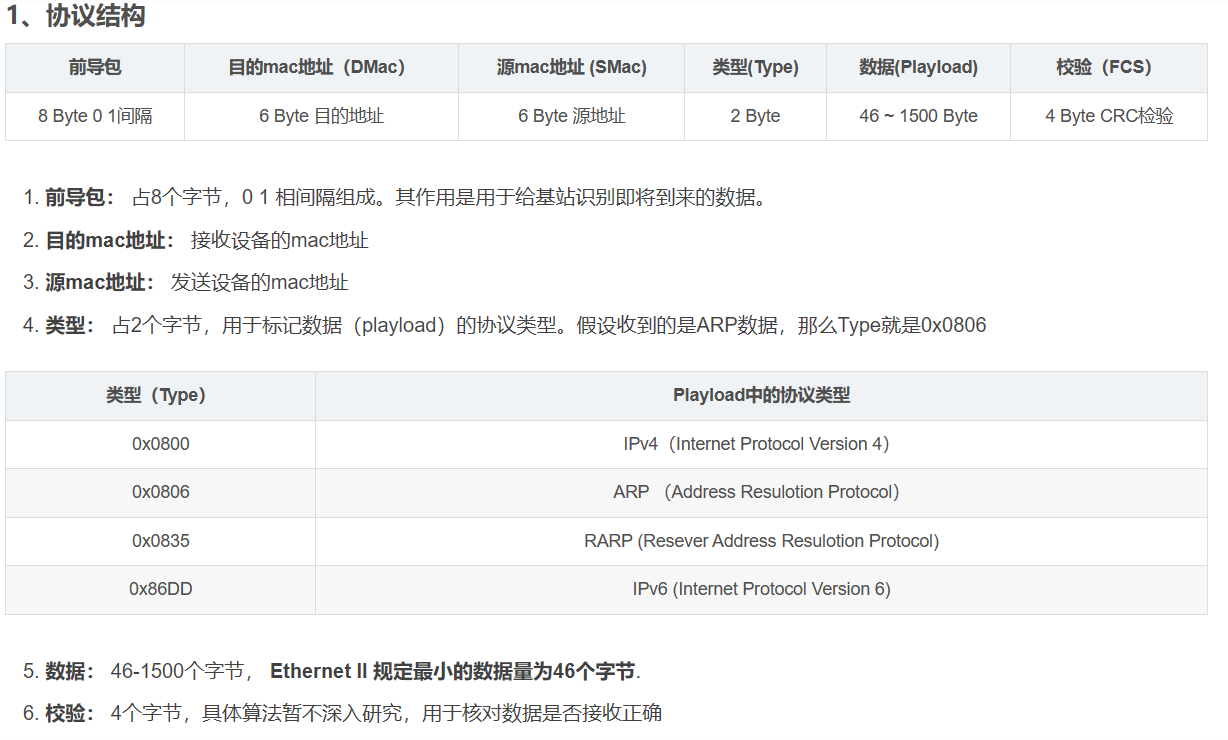 1、协议结构
前导包 目的mac地址（DMac） 源mac地址 (SMac) 类型(Type) 数据(Playload) 校验（FCS）
8 Byte 0 1间隔 6 Byte 目的地址 6 Byte 源地址 2 Byte 46 ~ 1500 Byte 4 Byte CRC检验
1. 前导包： 占8个字节，0 1 相间隔组成。其作用是用于给基站识别即将到来的数据。
2. 目的mac地址： 接收设备的mac地址
3. 源mac地址： 发送设备的mac地址
4. 类型： 占2个字节，用于标记数据（playload）的协议类型。假设收到的是ARP数据，那么Type就是0x0806
类型（Type） Playload中的协议类型
0x0800 IPv4（Internet Protocol Version 4）
0x0806 ARP （Address Resulotion Protocol）
0x0835 RARP (Resever Address Resulotion Protocol)
0x86DD IPv6 (Internet Protocol Version 6)
5. 数据： 46-1500个字节， Ethernet II 规定最小的数据量为46个字节.
6. 校验： 4个字节，具体算法暂不深入研究，用于核对数据是否接收正确